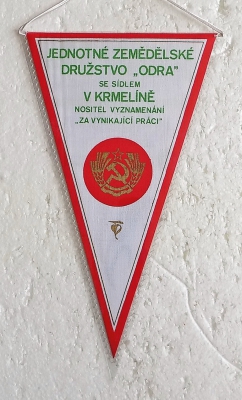 JEDNOTNÉ ZEMĚDĚLSKÉ
DRUŽSTVO „ODRA"
SE SÍDLEM
V KRMELÍNĚ
NOSITEL VYZNAMENÁNÍ
„ZA VYNIKAJÍCÍ PRÁCI"